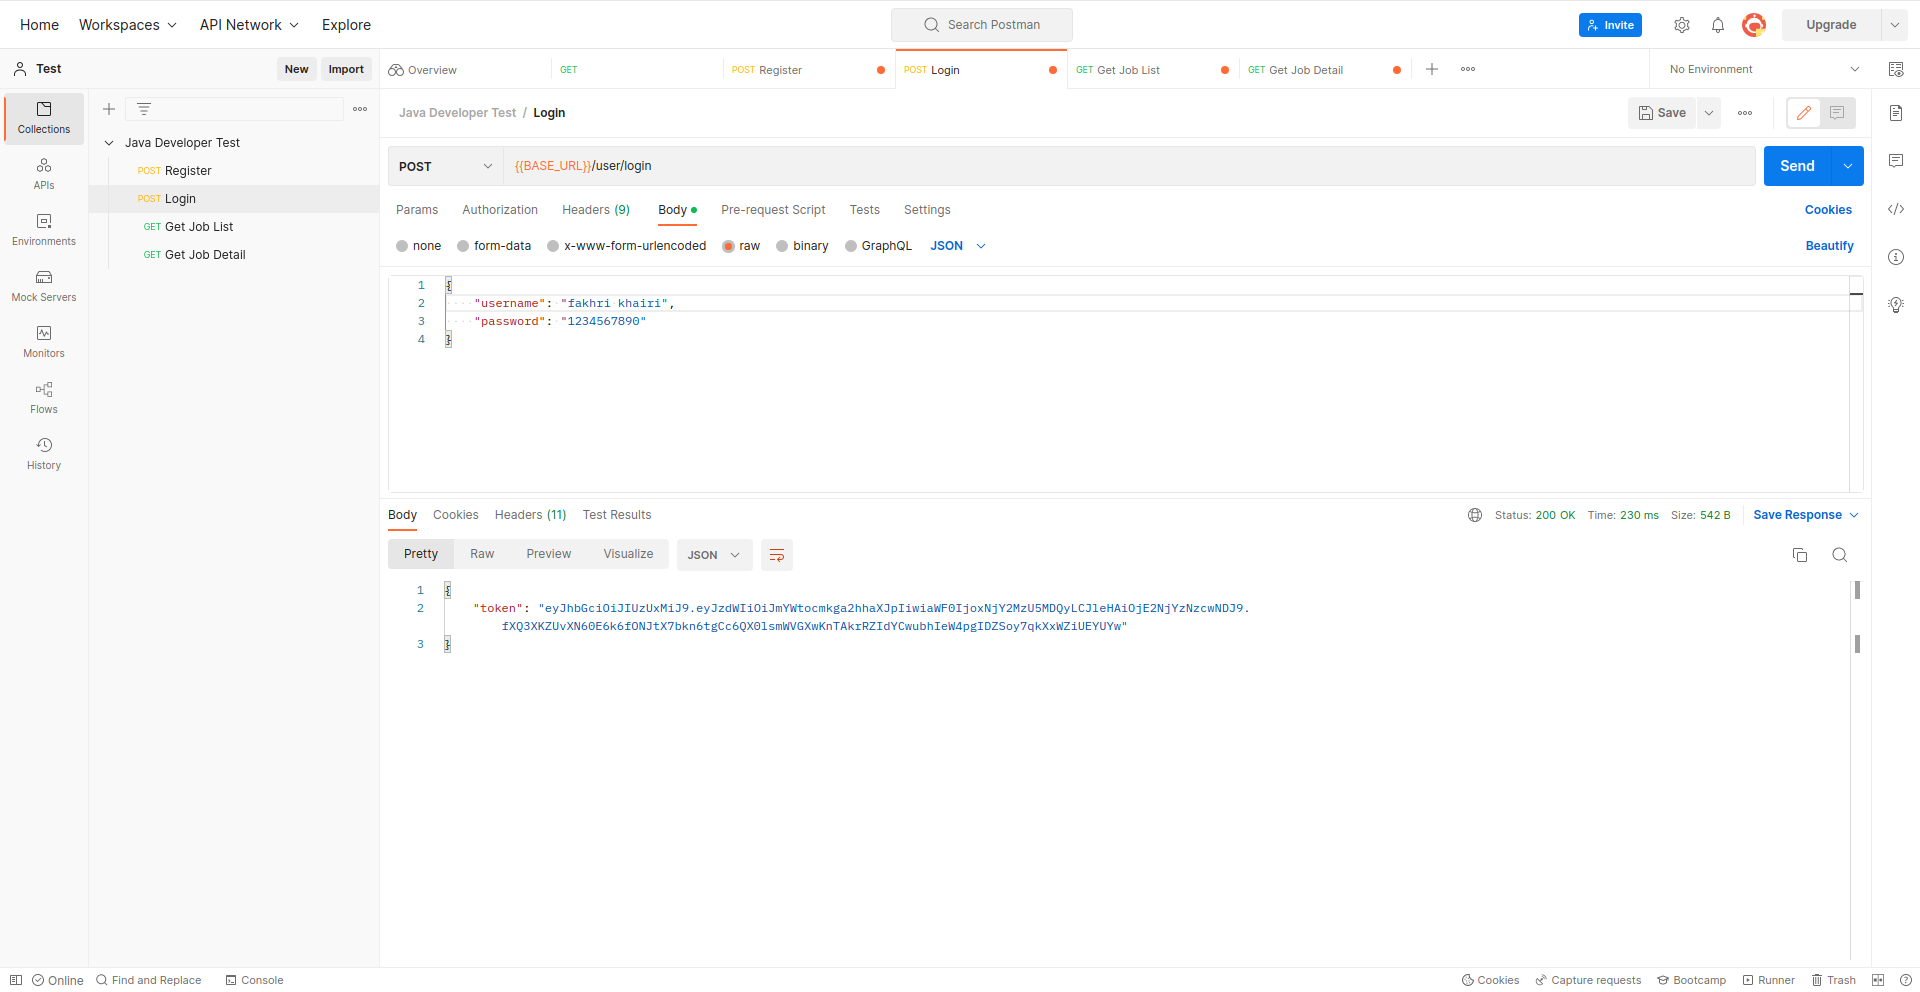 Home Workspaces API Network Explore Search Postman Invite Upgrade
Test New Import Overview GET POST Register POST Login GET Get Job List GET Get Job Detail No Environment
Collections
APIs
Environments
Mock Servers
Monitors
Flows
History
Java Developer Test
POST Register
POST Login
GET Get Job List
GET Get Job Detail
Java Developer Test / Login Save
POST {{BASE_URL}}/user/login Send
Params Authorization Headers (9) Body Pre-request Script Tests Settings Cookies
none form-data x-www-form-urlencoded raw binary GraphQL JSON Beautify
1 {
2 "username": "fakhri khairi",
3 "password": "1234567890"
4 }
Body Cookies Headers (11) Test Results Status: 200 OK Time: 230 ms Size: 542 B Save Response
Pretty Raw Preview Visualize JSON
1 {
2 "token": "eyJhbGciOiJIUzUxMiJ9.eyJzdWIiOiJmYWtocmkga2hhaXJpIiwiaWF0IjoxNjY2MzU5MDQyLCJleHAiOjE2NjYzNzcwNDJ9.
fXQ3XKZUvXN60E6k6fONJtX7bkn6tgCc6QX0lsmWVGXwKnTAkrRZIdYCwubhIeW4pgIDZSoy7qkXxWZiUEYUYw"
3 }
Online Find and Replace Console Cookies Capture requests Bootcamp Runner Trash